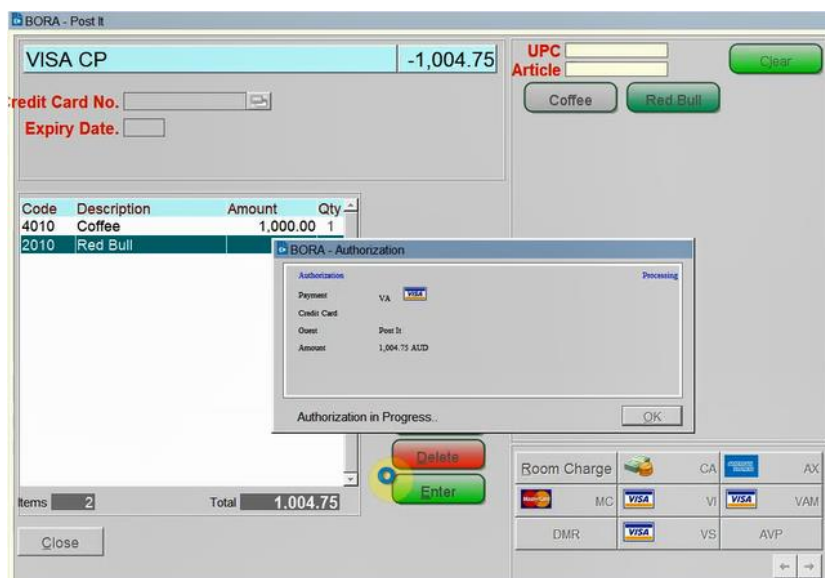 BORA - Post It
VISA CP -1,004.75
UPC
Article
Clear
Credit Card No.
Coffee Red Bull
Expiry Date.
Code Description Amount Qty
4010 Coffee 1,000.00 1
2010 Red Bull
BORA - Authorization
Authorization Processing
Payment VA VISA
Credit Card
Guest Post It
Amount 1,004.75 AUD
Authorization in Progress..
OK
Delete
Enter
Items 2 Total 1.004.75
Close
Room Charge CA AX
MC VISA VI VISA VAM
DMR VISA VS AVP